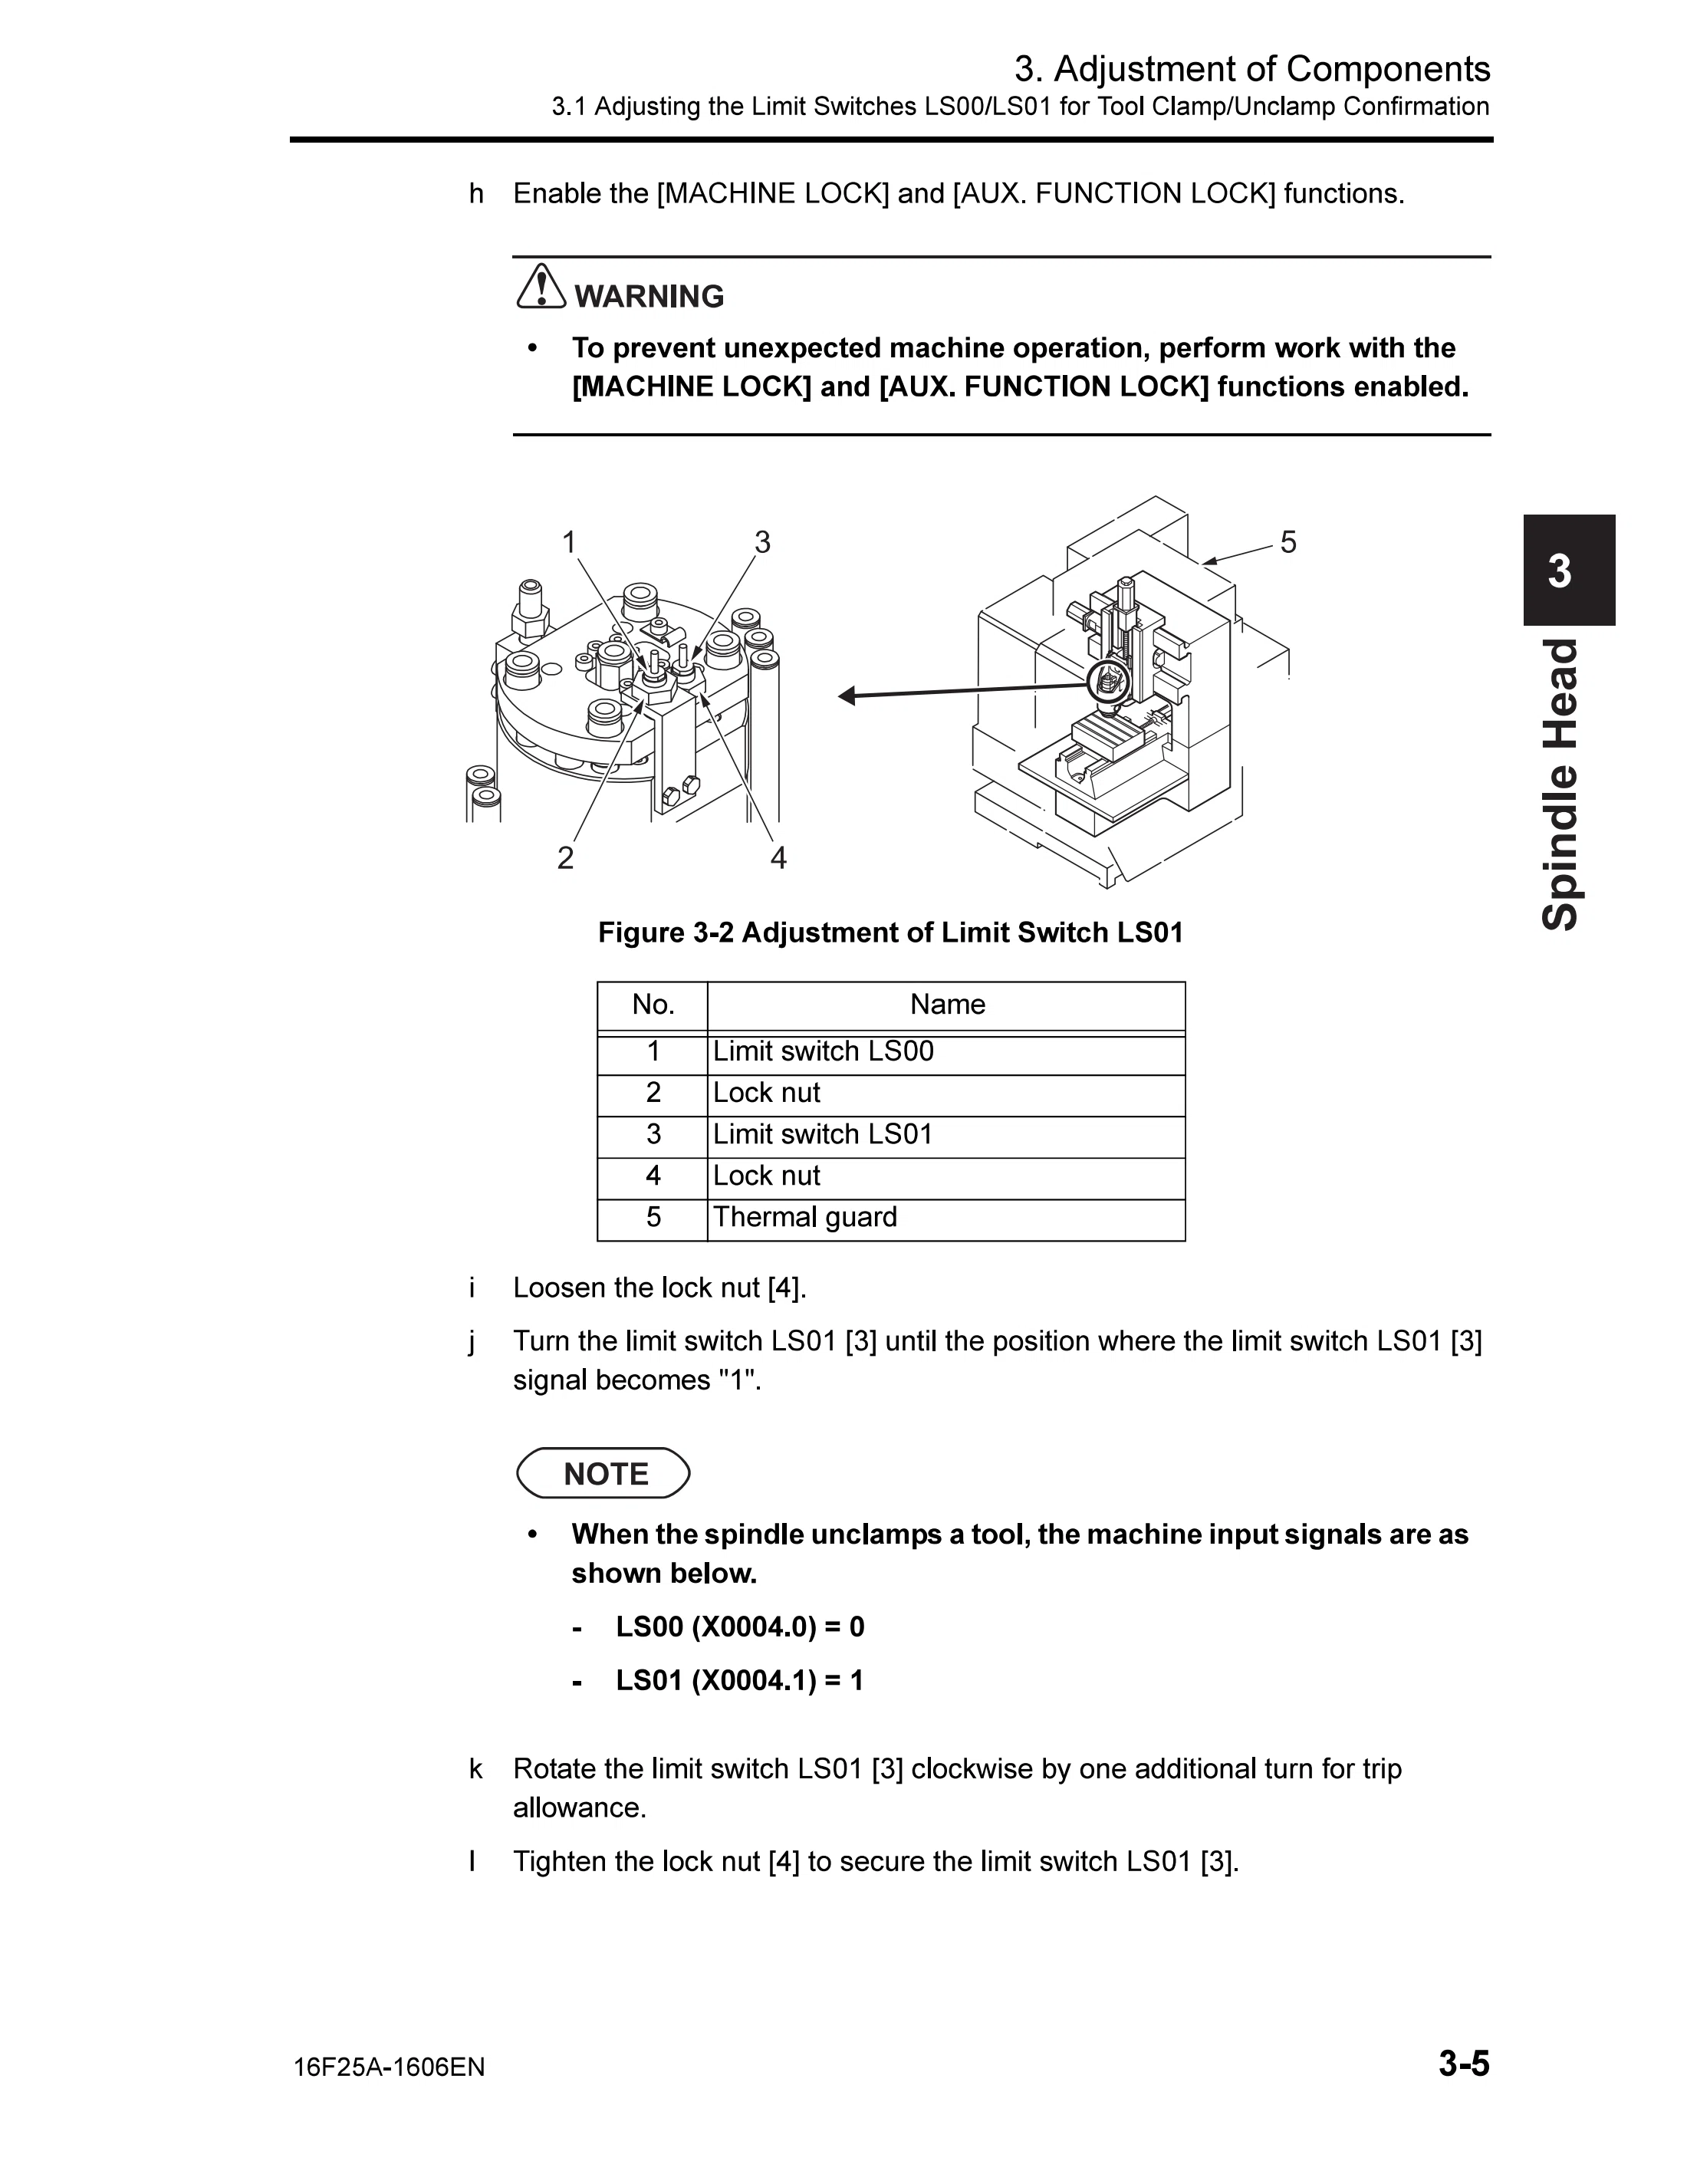 3. Adjustment of Components
3.1 Adjusting the Limit Switches LS00/LS01 for Tool Clamp/Unclamp Confirmation
h Enable the [MACHINE LOCK] and [AUX. FUNCTION LOCK] functions.
WARNING
• To prevent unexpected machine operation, perform work with the
[MACHINE LOCK] and [AUX. FUNCTION LOCK] functions enabled.
1
3
5
2
4
3
Spindle Head
Figure 3-2 Adjustment of Limit Switch LS01
No. Name
1 Limit switch LS00
2 Lock nut
3 Limit switch LS01
4 Lock nut
5 Thermal guard
i Loosen the lock nut [4].
j Turn the limit switch LS01 [3] until the position where the limit switch LS01 [3]
signal becomes "1".
NOTE
• When the spindle unclamps a tool, the machine input signals are as
shown below.
- LS00 (X0004.0) = 0
- LS01 (X0004.1) = 1
k Rotate the limit switch LS01 [3] clockwise by one additional turn for trip
allowance.
l Tighten the lock nut [4] to secure the limit switch LS01 [3].
16F25A-1606EN
3-5